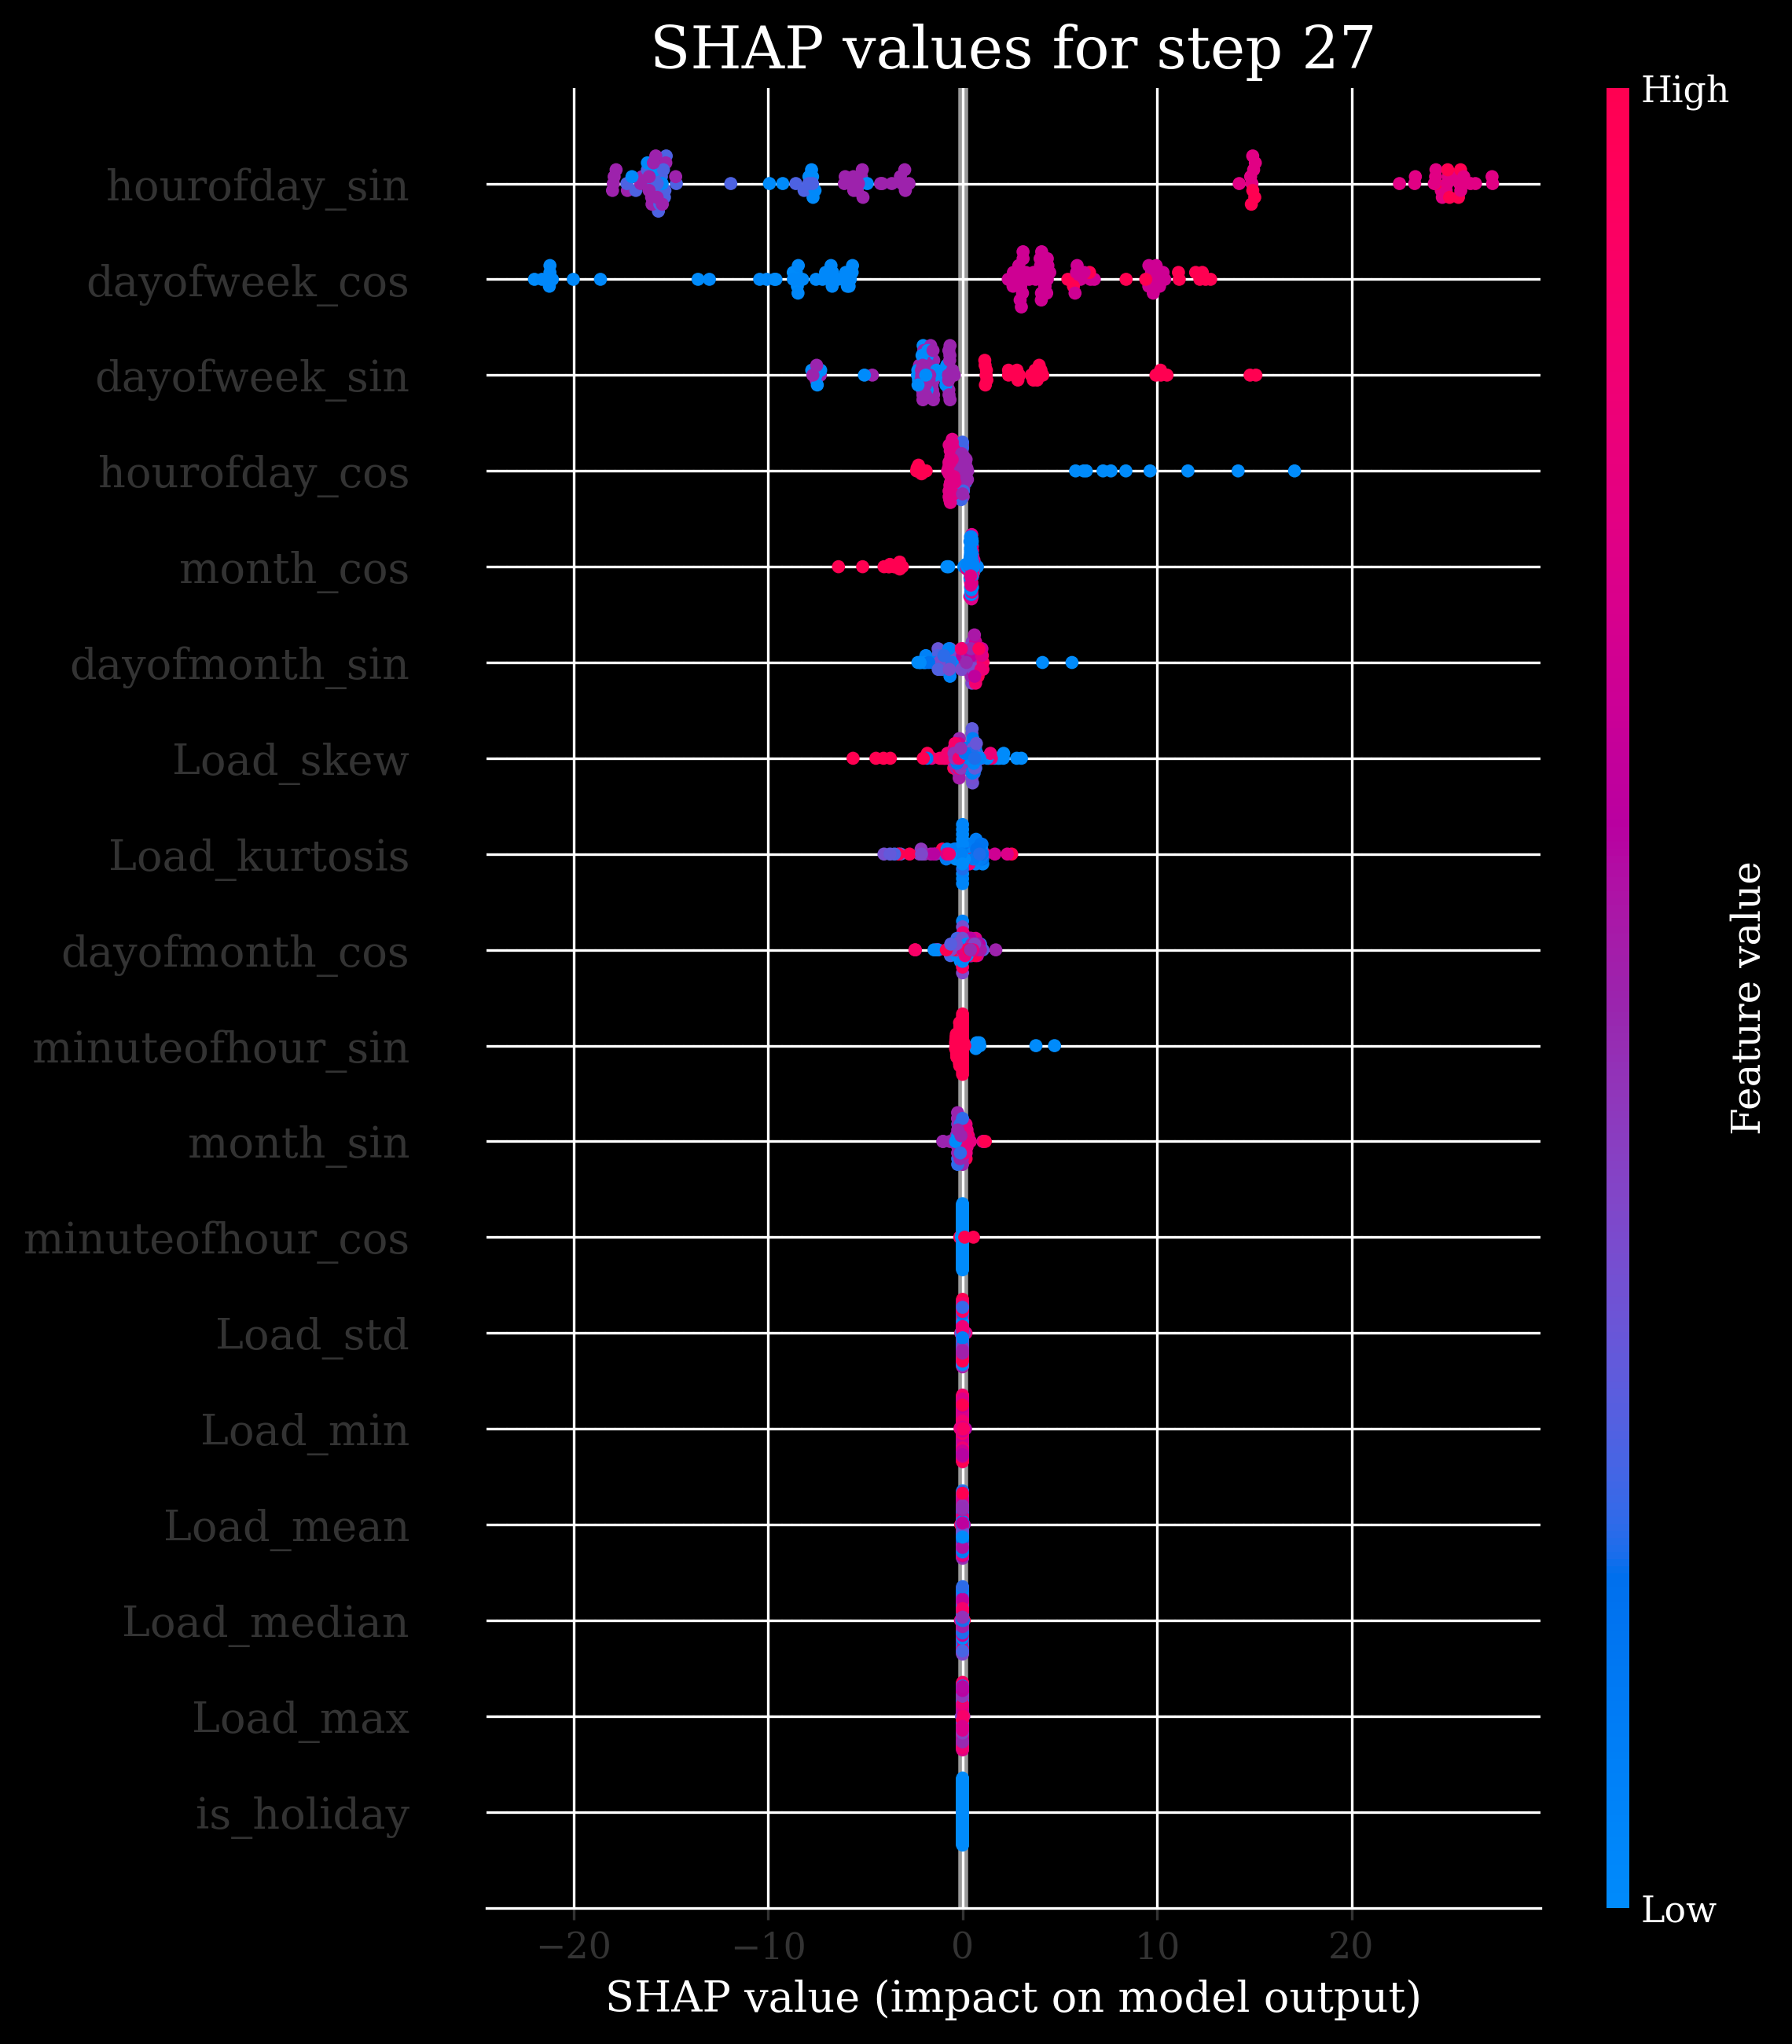 SHAP values for step 27
High
hourofday_sin
dayofweek_cos
dayofweek_sin
hourofday_cos
month_cos
dayofmonth_sin
Load_skew
Load_kurtosis
dayofmonth_cos
minuteofhour_sin
month_sin
minuteofhour_cos
Load_std
Load_min
Load_mean
Load_median
Load_max
is_holiday
Feature value
Low
−20 −10 0 10 20
SHAP value (impact on model output)